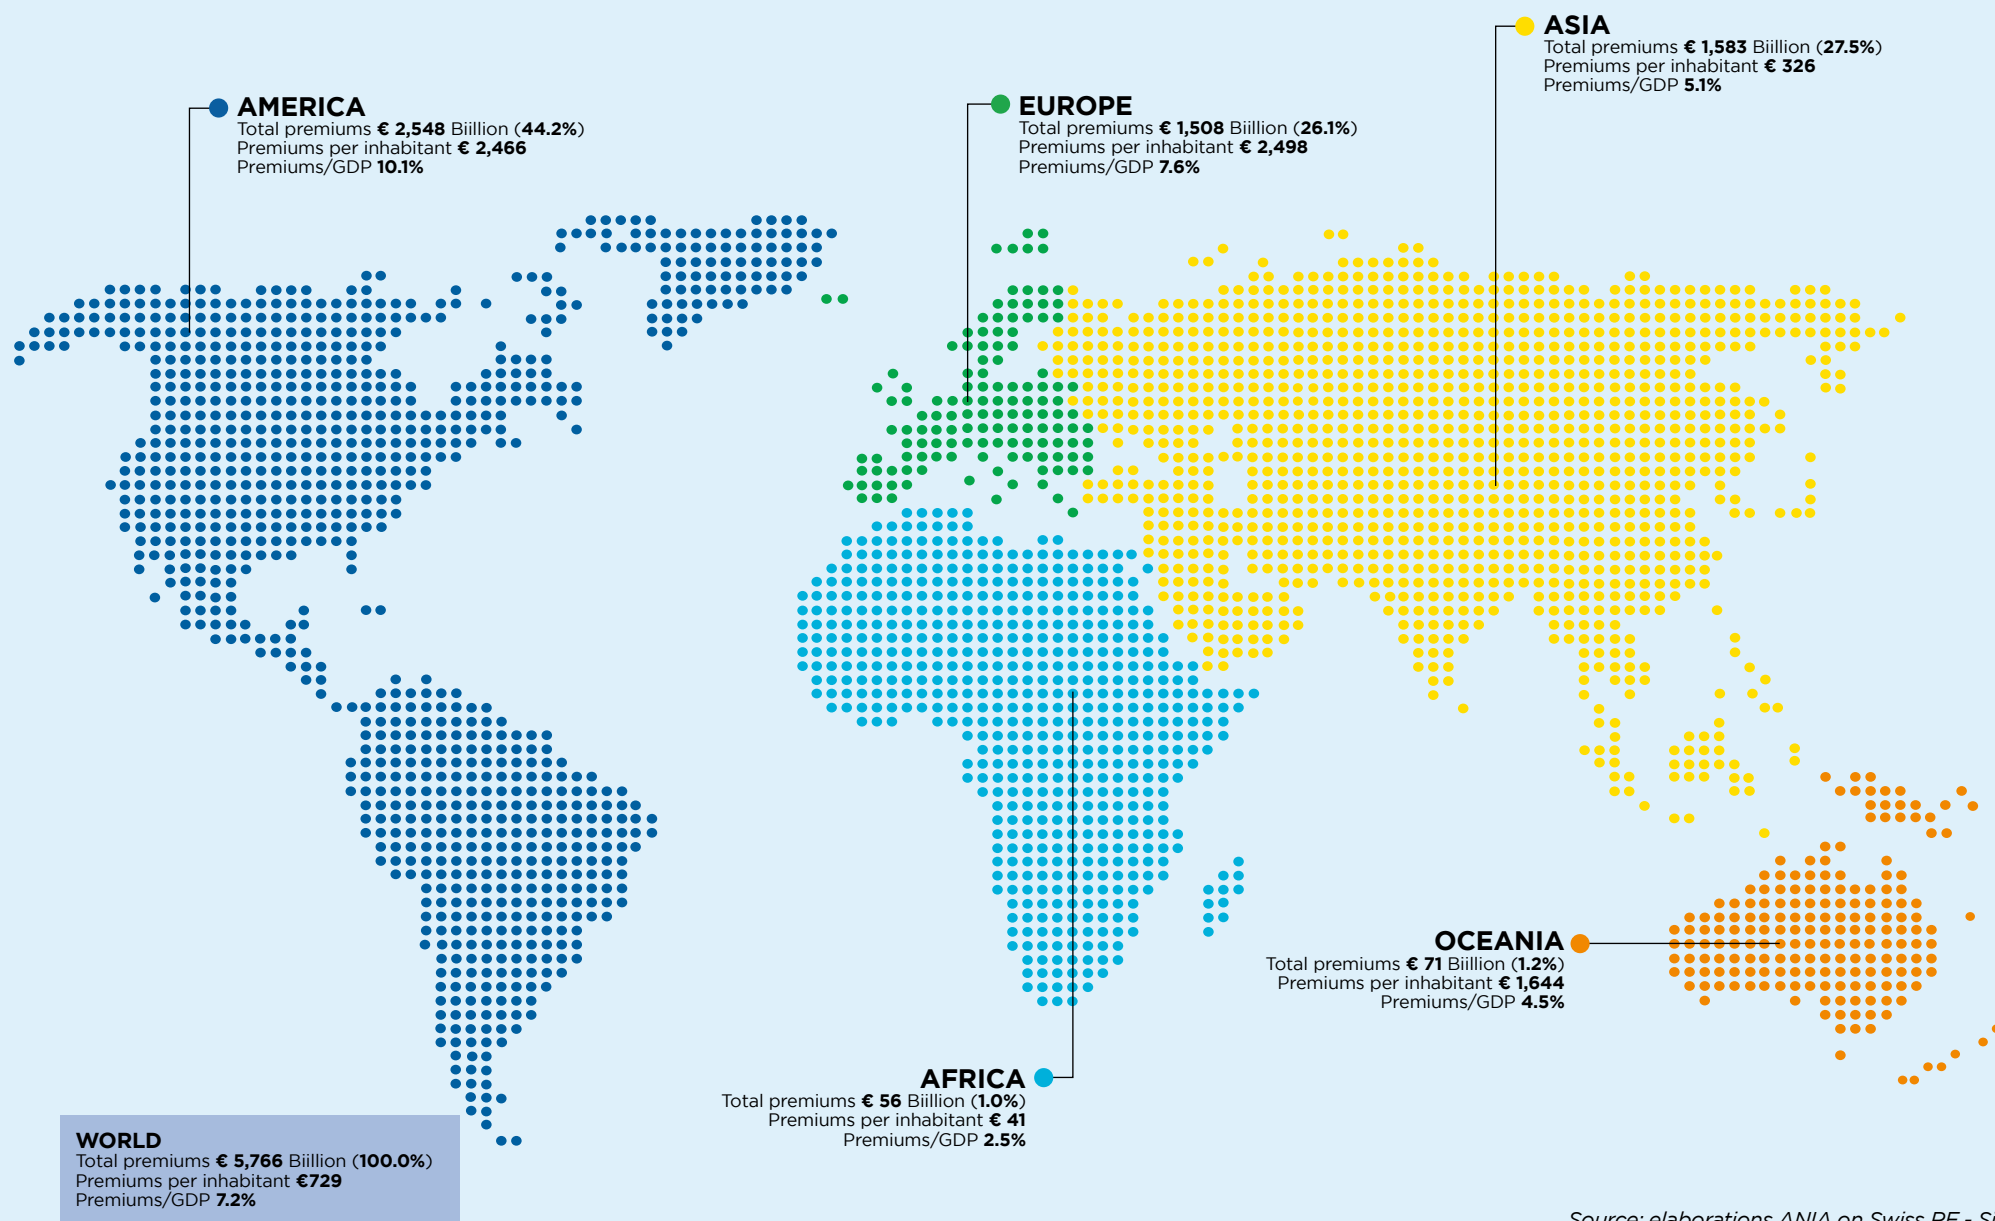 ASIA
Total premiums € 1,583 Biillion (27.5%)
Premiums per inhabitant € 326
Premiums/GDP 5.1%
AMERICA
Total premiums € 2,548 Biillion (44.2%)
Premiums per inhabitant € 2,466
Premiums/GDP 10.1%
EUROPE
Total premiums € 1,508 Biillion (26.1%)
Premiums per inhabitant € 2,498
Premiums/GDP 7.6%
OCEANIA
Total premiums € 71 Biillion (1.2%)
Premiums per inhabitant € 1,644
Premiums/GDP 4.5%
AFRICA
Total premiums € 56 Biillion (1.0%)
Premiums per inhabitant € 41
Premiums/GDP 2.5%
WORLD
Total premiums € 5,766 Biillion (100.0%)
Premiums per inhabitant €729
Premiums/GDP 7.2%
Source: elaborations ANIA on Swiss RE -